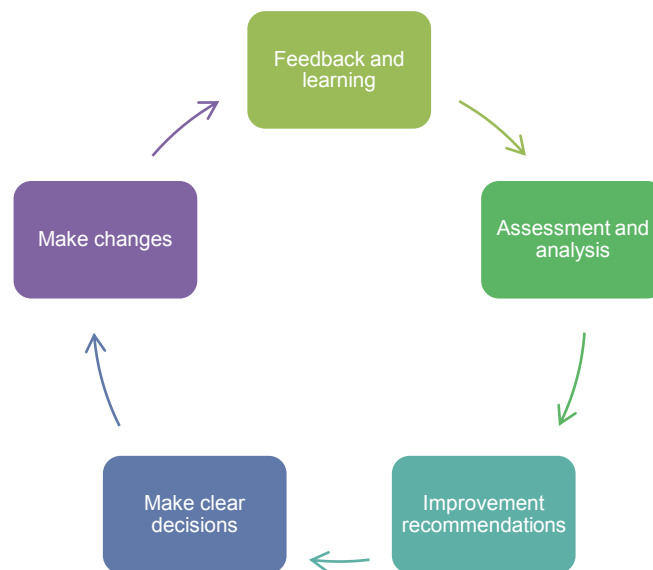 Feedback and
learning
Assessment and
analysis
Improvement
recommendations
Make clear
decisions
Make changes